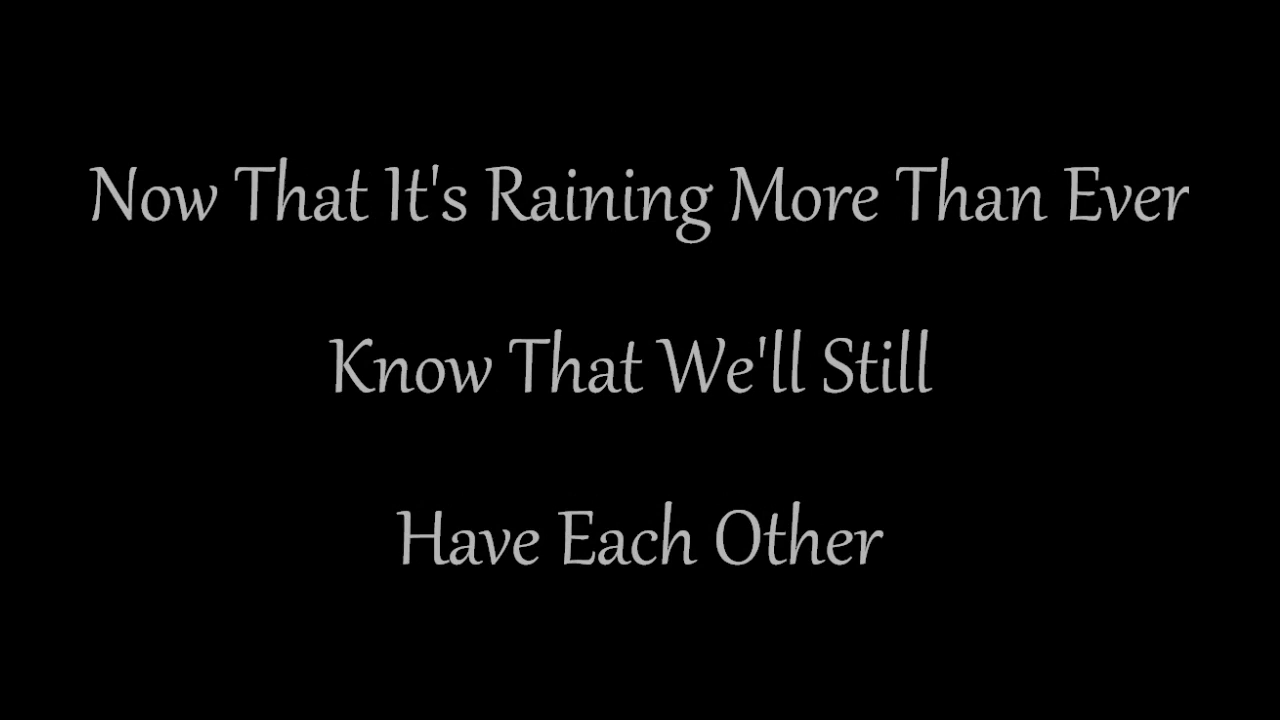 Now That It's Raining More Than Ever
Know That We'll Still
Have Each Other